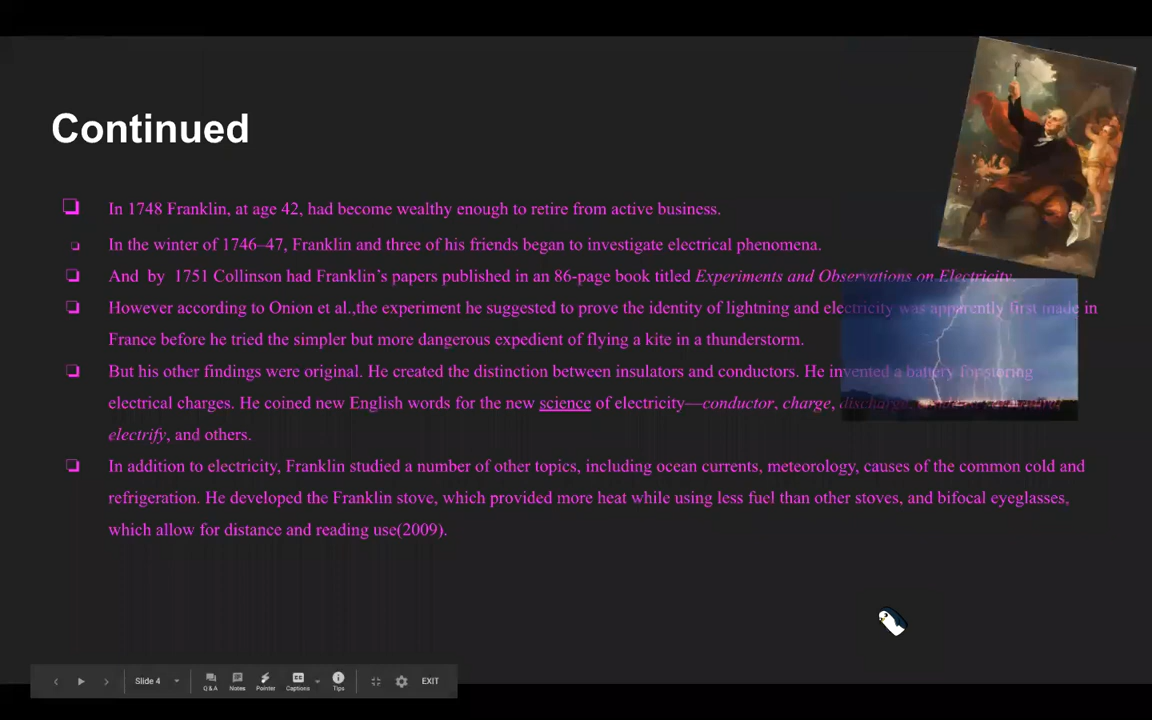 Continued
In 1748 Franklin, at age 42, had become wealthy enough to retire from active business.
In the winter of 1746–47, Franklin and three of his friends began to investigate electrical phenomena.
And by 1751 Collinson had Franklin’s papers published in an 86-page book titled Experiments and Observations on Electricity.
However according to Onion et al.,the experiment he suggested to prove the identity of lightning and electricity was apparently first made in
France before he tried the simpler but more dangerous expedient of flying a kite in a thunderstorm.
But his other findings were original. He created the distinction between insulators and conductors. He invented a battery for storing
electrical charges. He coined new English words for the new science of electricity—conductor, charge, discharge,
electrify, and others.
In addition to electricity, Franklin studied a number of other topics, including ocean currents, meteorology, causes of the common cold and
refrigeration. He developed the Franklin stove, which provided more heat while using less fuel than other stoves, and bifocal eyeglasses,
which allow for distance and reading use(2009).
Slide 4
Q & A
Notes
Pointer
Captions
Tips
EXIT